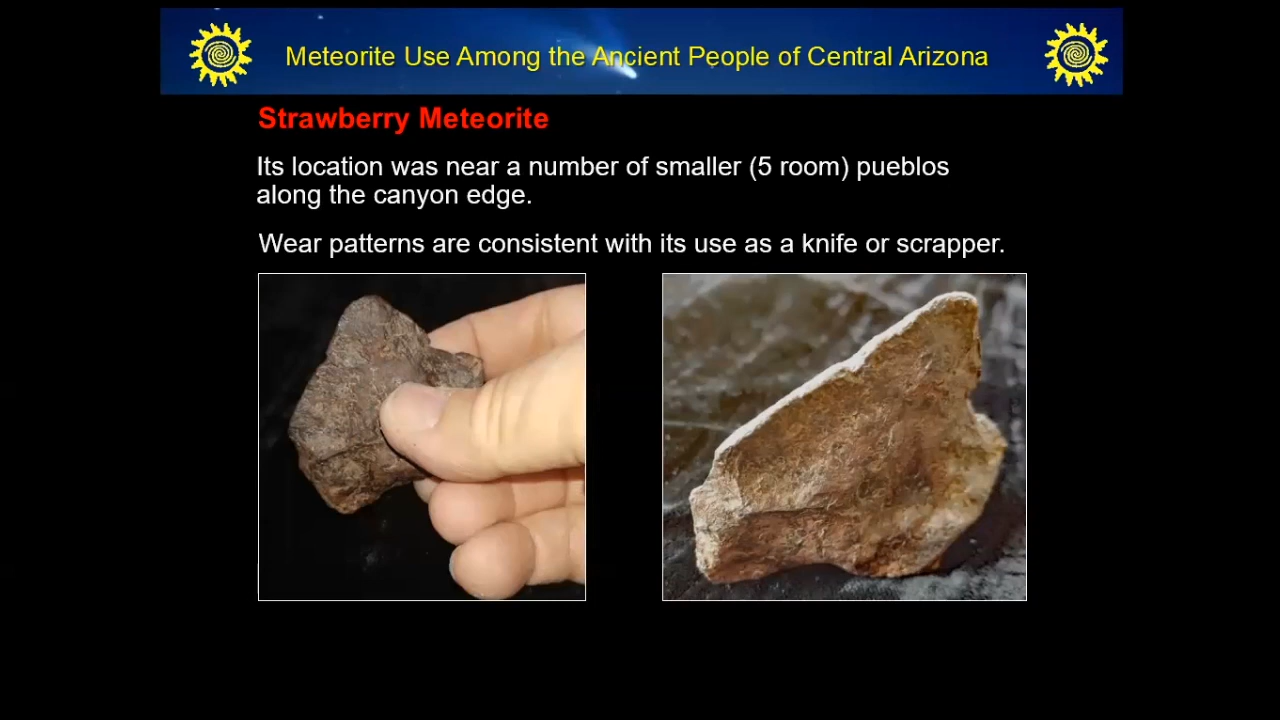 Meteorite Use Among the Ancient People of Central Arizona
Strawberry Meteorite
Its location was near a number of smaller (5 room) pueblos
along the canyon edge.
Wear patterns are consistent with its use as a knife or scrapper.